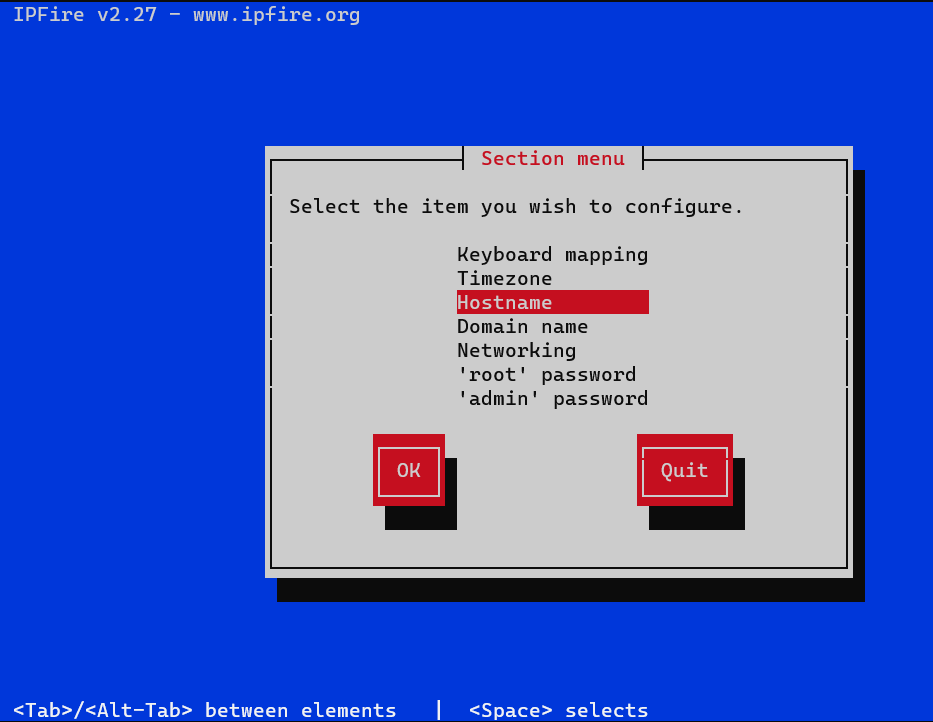 IPFire v2.27 - www.ipfire.org
Section menu
Select the item you wish to configure.
Keyboard mapping
Timezone
Hostname
Domain name
Networking
'root' password
'admin' password
OK
Quit
<Tab>/<Alt-Tab> between elements | <Space> selects